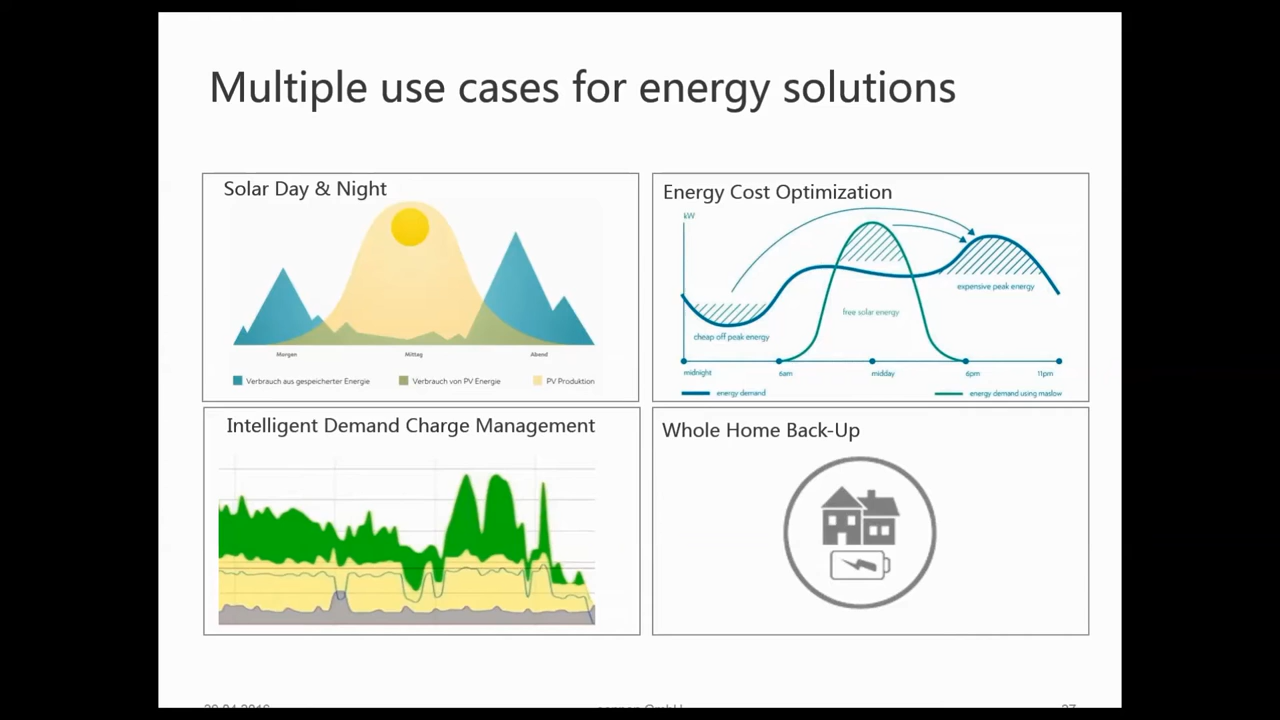 Multiple use cases for energy solutions
Solar Day & Night
Morgen Mittag Abend
Verbrauch aus gespeicherter Energie Verbrauch von PV Energie PV Produktion
Energy Cost Optimization
kW
expensive peak energy
free solar energy
cheap off peak energy
midnight 6am midday 6pm 11pm
energy demand energy demand using maslow
Intelligent Demand Charge Management
Whole Home Back-Up